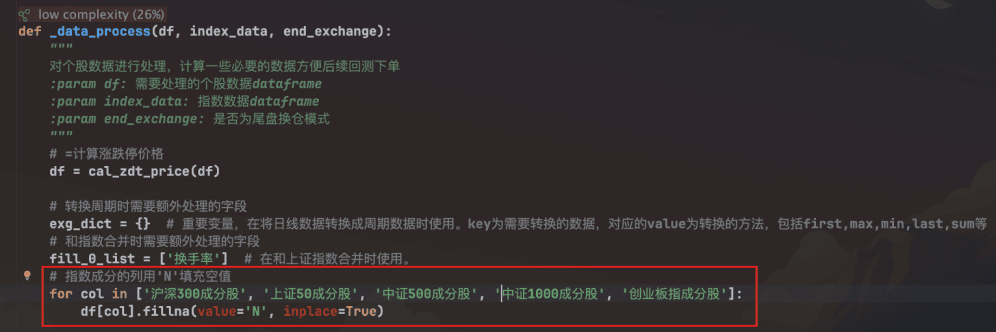 low complexity (26%)
def _data_process(df, index_data, end_exchange):
"""
对个股数据进行处理，计算一些必要的数据方便后续回测下单
:param df: 需要处理的个股数据dataframe
:param index_data: 指数数据dataframe
:param end_exchange: 是否为尾盘换仓模式
"""
# =计算涨跌停价格
df = cal_zdt_price(df)
# 转换周期时需要额外处理的字段
exg_dict = {}  # 重要变量，在将日线数据转换成周期数据时使用。key为需要转换的数据，对应的value为转换的方法，包括first,max,min,last,sum等
# 和指数合并时需要额外处理的字段
fill_0_list = ['换手率']  # 在和上证指数合并时使用。
# 指数成分的列用'N'填充空值
for col in ['沪深300成分股', '上证50成分股', '中证500成分股', '中证1000成分股', '创业板指成分股']:
df[col].fillna(value='N', inplace=True)